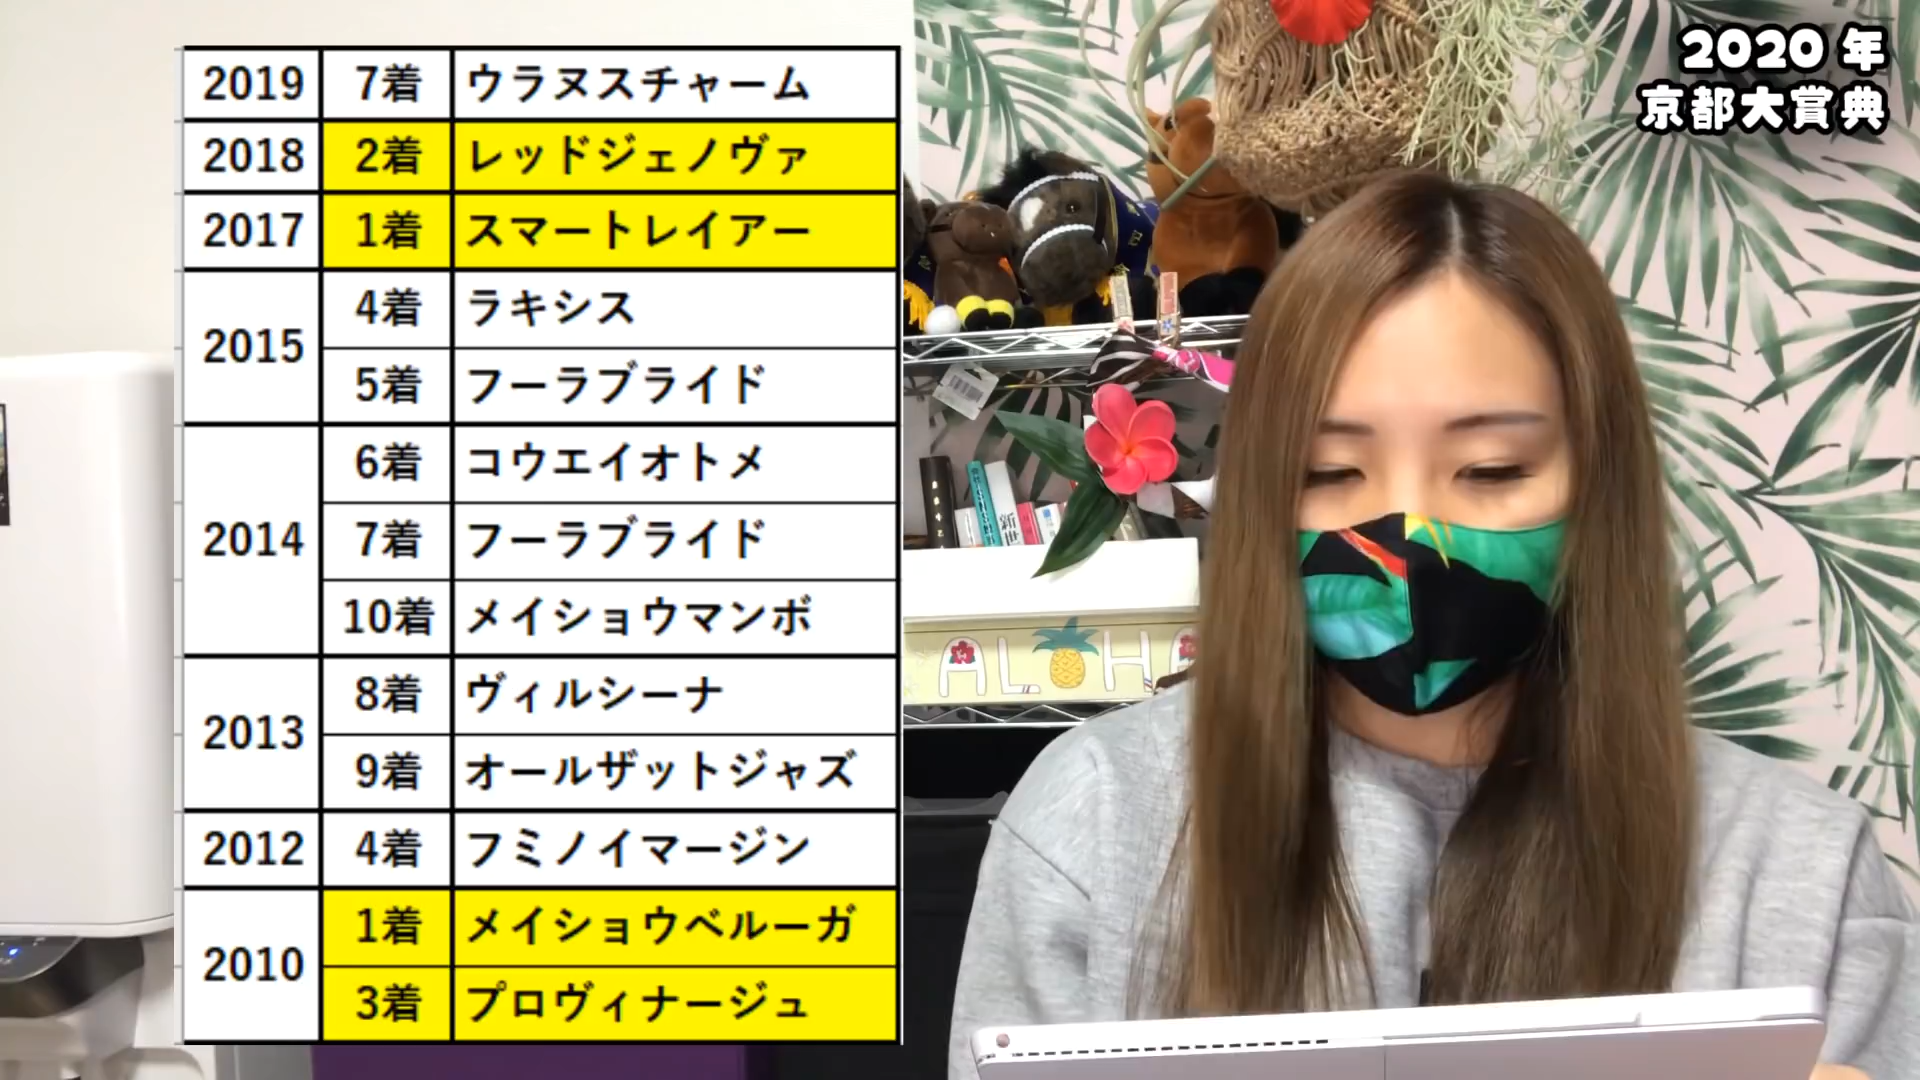 2019 7着 ウラヌスチャーム
2018 2着 レッドジェノヴァ
2017 1着 スマートレイアー
2015 4着 ラキシス
5着 フーラブライド
2014 6着 コウエイオトメ
7着 フーラブライド
10着 メイショウマンボ
2013 8着 ヴィルシーナ
9着 オールザットジャズ
2012 4着 フミノイマージン
2010 1着 メイショウベルーガ
3着 プロヴィナージュ
2020年
京都大賞典
ALOHA